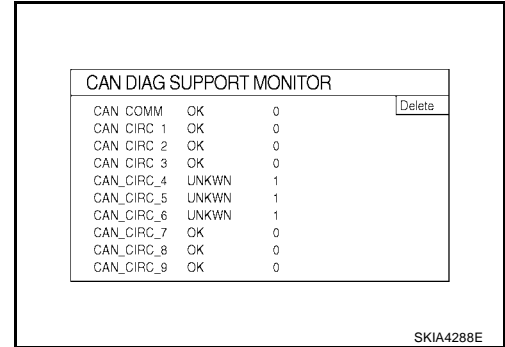 CAN DIAG SUPPORT MONITOR
Delete
CAN COMM OK 0
CAN CIRC 1 OK 0
CAN CIRC 2 OK 0
CAN CIRC 3 OK 0
CAN_CIRC_4 UNKWN 1
CAN_CIRC_5 UNKWN 1
CAN_CIRC_6 UNKWN 1
CAN_CIRC_7 OK 0
CAN_CIRC_8 OK 0
CAN_CIRC_9 OK 0
SKIA4288E